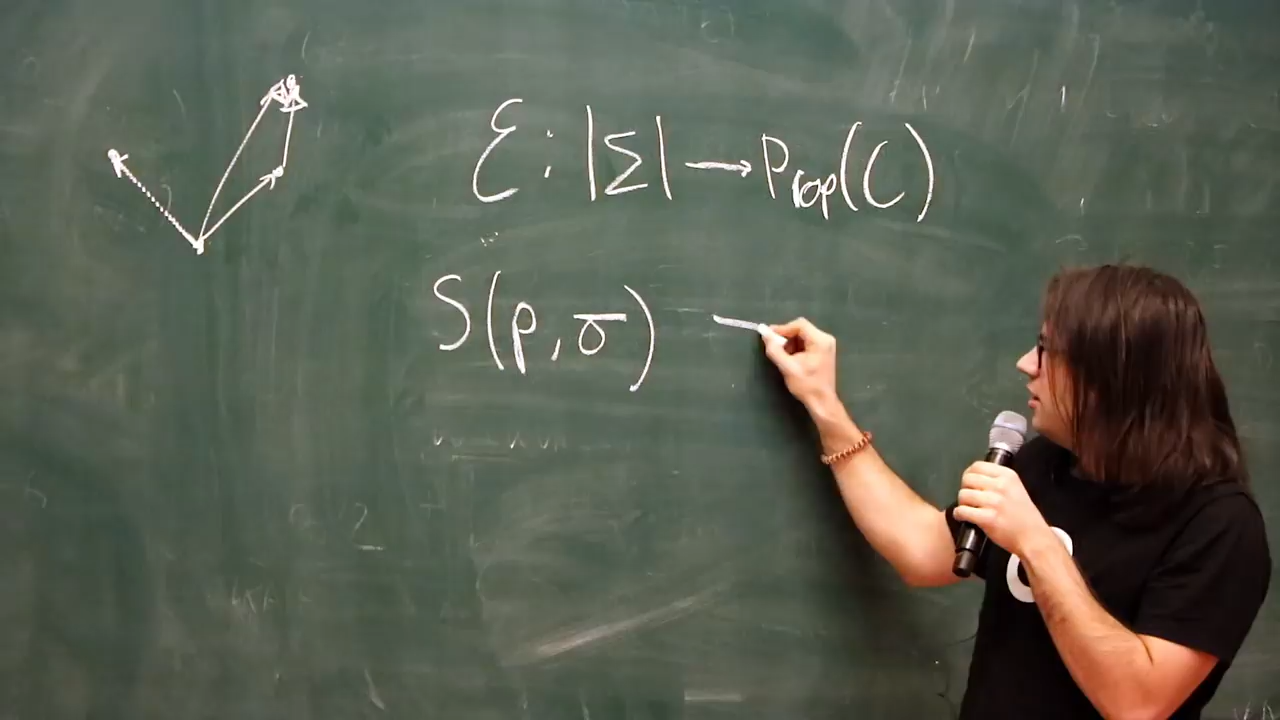 ℰ : |Σ| → Prop(C)
S(p, σ) –